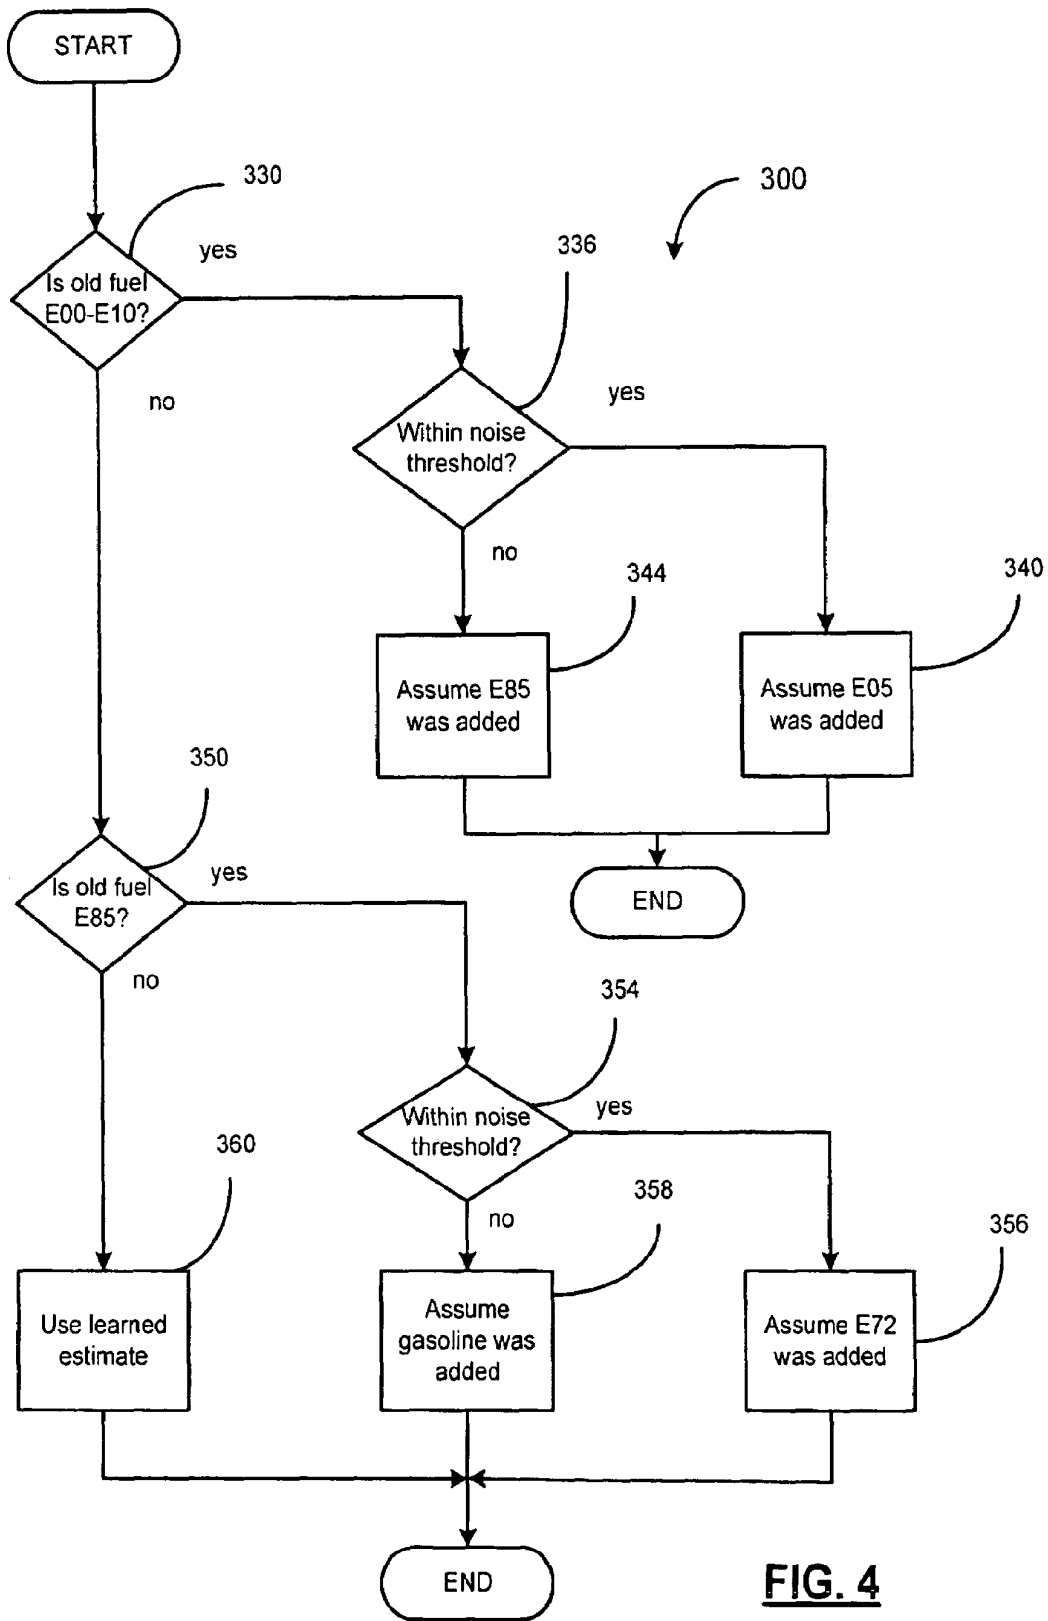 START
330
300
Is old fuel
E00-E10?
yes
336
no
Within noise
threshold?
yes
no
344
340
Assume E85
was added
Assume E05
was added
350
Is old fuel
E85?
yes
END
no
354
Within noise
threshold?
yes
360
358
no
356
Use learned
estimate
Assume
gasoline was
added
Assume E72
was added
END
FIG. 4